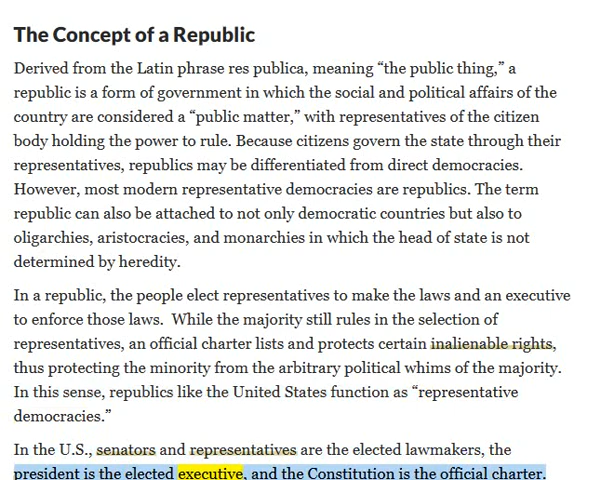 The Concept of a Republic
Derived from the Latin phrase res publica, meaning “the public thing,” a
republic is a form of government in which the social and political affairs of the
country are considered a “public matter,” with representatives of the citizen
body holding the power to rule. Because citizens govern the state through their
representatives, republics may be differentiated from direct democracies.
However, most modern representative democracies are republics. The term
republic can also be attached to not only democratic countries but also to
oligarchies, aristocracies, and monarchies in which the head of state is not
determined by heredity.
In a republic, the people elect representatives to make the laws and an executive
to enforce those laws.  While the majority still rules in the selection of
representatives, an official charter lists and protects certain inalienable rights,
thus protecting the minority from the arbitrary political whims of the majority.
In this sense, republics like the United States function as “representative
democracies.”
In the U.S., senators and representatives are the elected lawmakers, the
president is the elected executive, and the Constitution is the official charter.